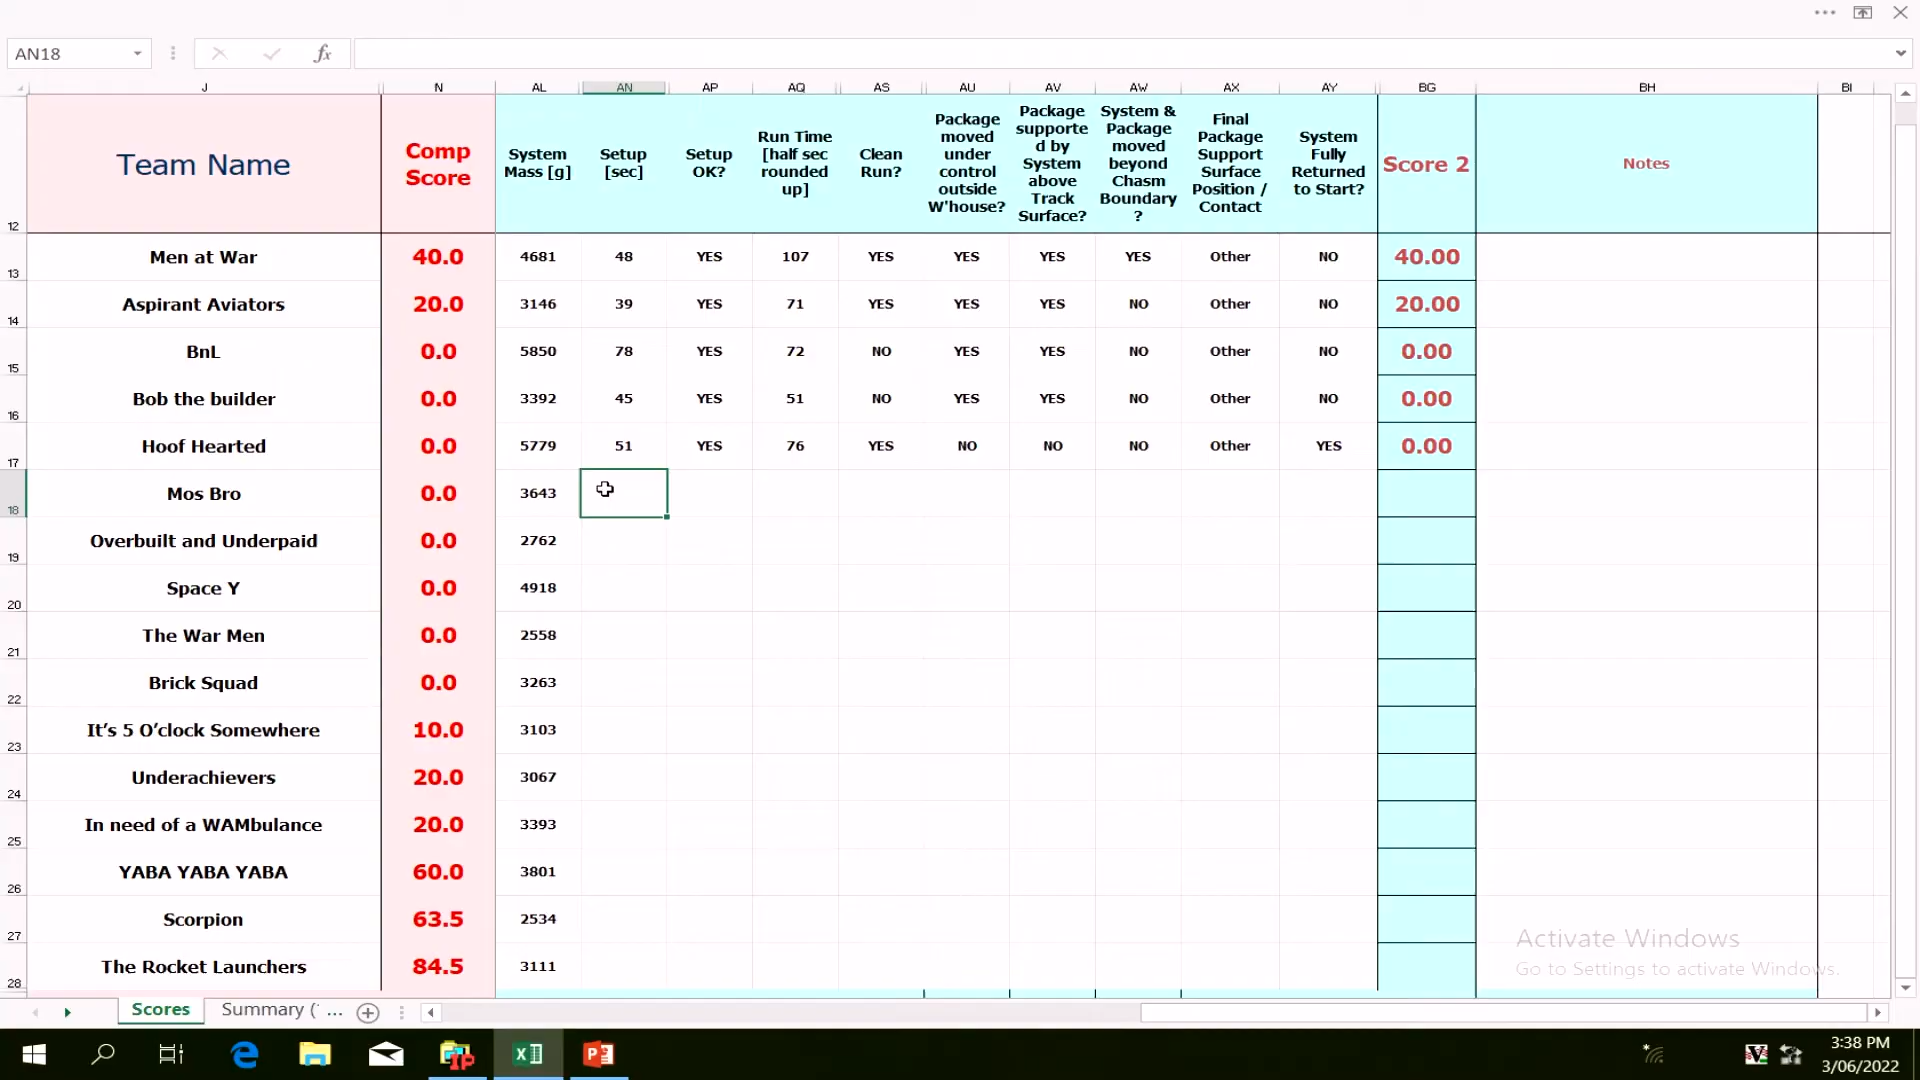 AN18
fx
J N AL AN AP AQ AS AU AV AW AX AY BG BH BI
12 Team Name Comp Score System Mass [g] Setup [sec] Setup OK? Run Time [half sec rounded up] Clean Run? Package moved under control outside W'house? Package supported by System above Track Surface? System & Package moved beyond Chasm Boundary? Final Package Support Surface Position / Contact System Fully Returned to Start? Score 2 Notes
13 Men at War 40.0 4681 48 YES 107 YES YES YES YES Other NO 40.00
14 Aspirant Aviators 20.0 3146 39 YES 71 YES YES YES NO Other NO 20.00
15 BnL 0.0 5850 78 YES 72 NO YES YES NO Other NO 0.00
16 Bob the builder 0.0 3392 45 YES 51 NO YES YES NO Other NO 0.00
17 Hoof Hearted 0.0 5779 51 YES 76 YES NO NO NO Other YES 0.00
18 Mos Bro 0.0 3643
19 Overbuilt and Underpaid 0.0 2762
20 Space Y 0.0 4918
21 The War Men 0.0 2558
22 Brick Squad 0.0 3263
23 It’s 5 O’clock Somewhere 10.0 3103
24 Underachievers 20.0 3067
25 In need of a WAMbulance 20.0 3393
26 YABA YABA YABA 60.0 3801
27 Scorpion 63.5 2534
28 The Rocket Launchers 84.5 3111
Activate Windows
Go to Settings to activate Windows.
Scores Summary (' ...
3:38 PM
3/06/2022